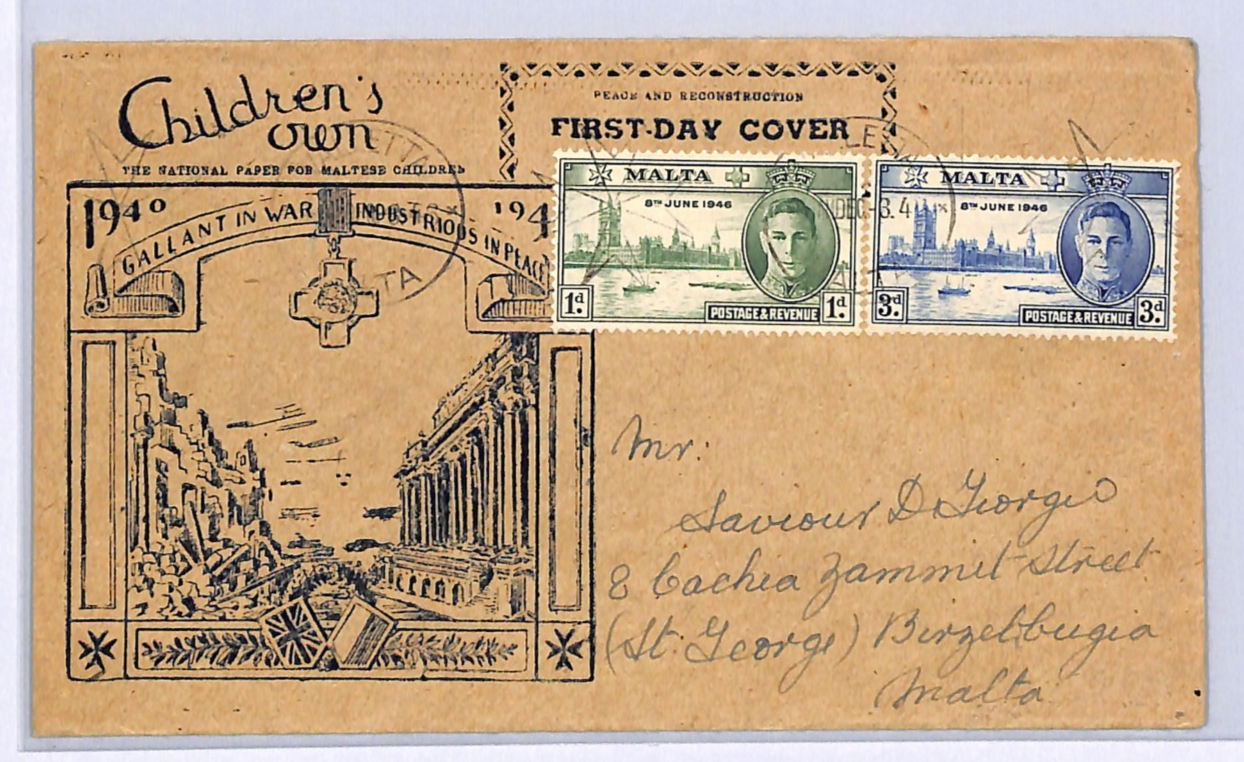 Children's
own
THE NATIONAL PAPER FOR MALTESE CHILDREN
PEACE AND RECONSTRUCTION
FIRST-DAY COVER
1940
194
GALLANT IN WAR INDUSTRIOUS IN PEACE
MALTA
8TH JUNE 1946
1d. POSTAGE & REVENUE 1d.
MALTA
8TH JUNE 1946
3d. POSTAGE & REVENUE 3d.
Mr.
Saviour D Georgio
8 Cachia Zammit Street
(St. George) Birzebbugia
Malta